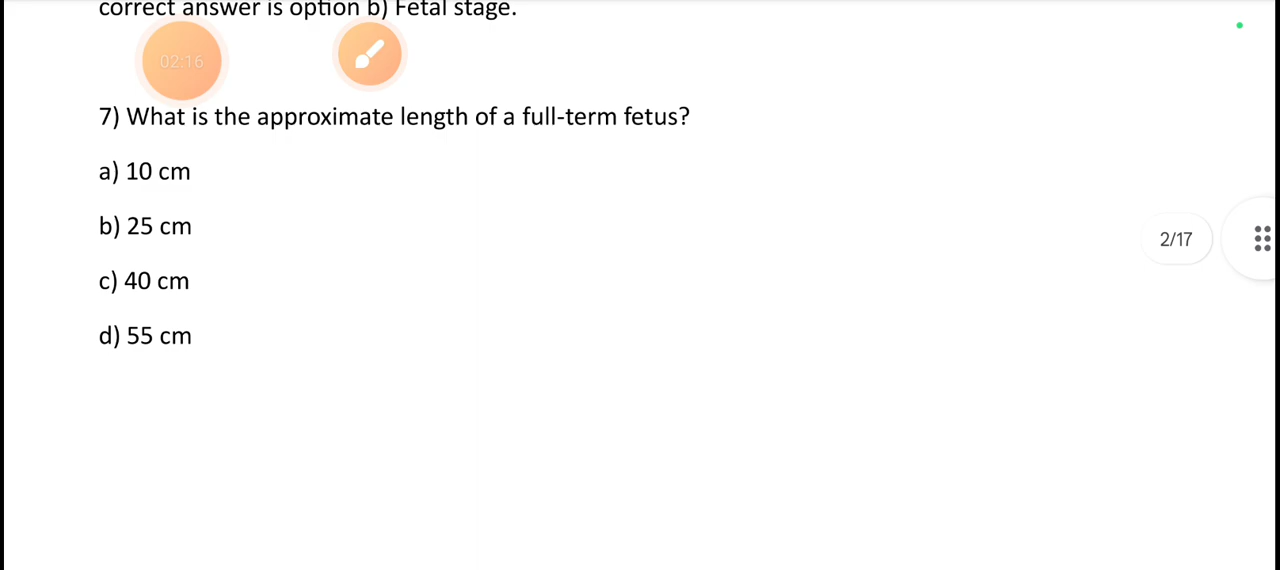 correct answer is option b) Fetal stage.
02:16
7) What is the approximate length of a full-term fetus?
a) 10 cm
b) 25 cm
2/17
c) 40 cm
d) 55 cm